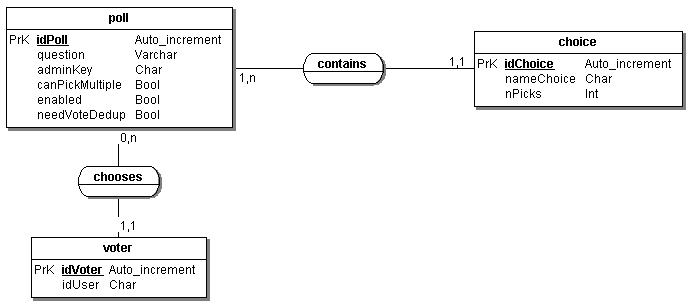 poll
PrK idPoll Auto_increment
question Varchar
adminKey Char
canPickMultiple Bool
enabled Bool
needVoteDedup Bool
1,n
contains
1,1
choice
PrK idChoice Auto_increment
nameChoice Char
nPicks Int
0,n
chooses
1,1
voter
PrK idVoter Auto_increment
idUser Char